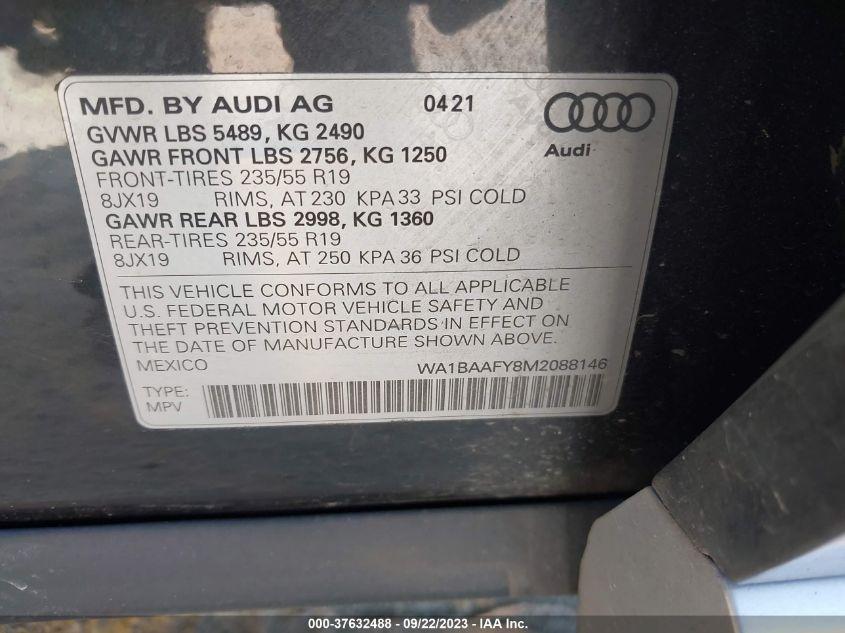 MFD. BY AUDI AG 0421
GVWR LBS 5489, KG 2490
GAWR FRONT LBS 2756, KG 1250
FRONT-TIRES 235/55 R19
8JX19 RIMS, AT 230 KPA 33 PSI COLD
GAWR REAR LBS 2998, KG 1360
REAR-TIRES 235/55 R19
8JX19 RIMS, AT 250 KPA 36 PSI COLD
Audi
THIS VEHICLE CONFORMS TO ALL APPLICABLE
U.S. FEDERAL MOTOR VEHICLE SAFETY AND
THEFT PREVENTION STANDARDS IN EFFECT ON
THE DATE OF MANUFACTURE SHOWN ABOVE.
MEXICO WA1BAAFY8M2088146
TYPE:
MPV
000-37632488 - 09/22/2023 - IAA Inc.